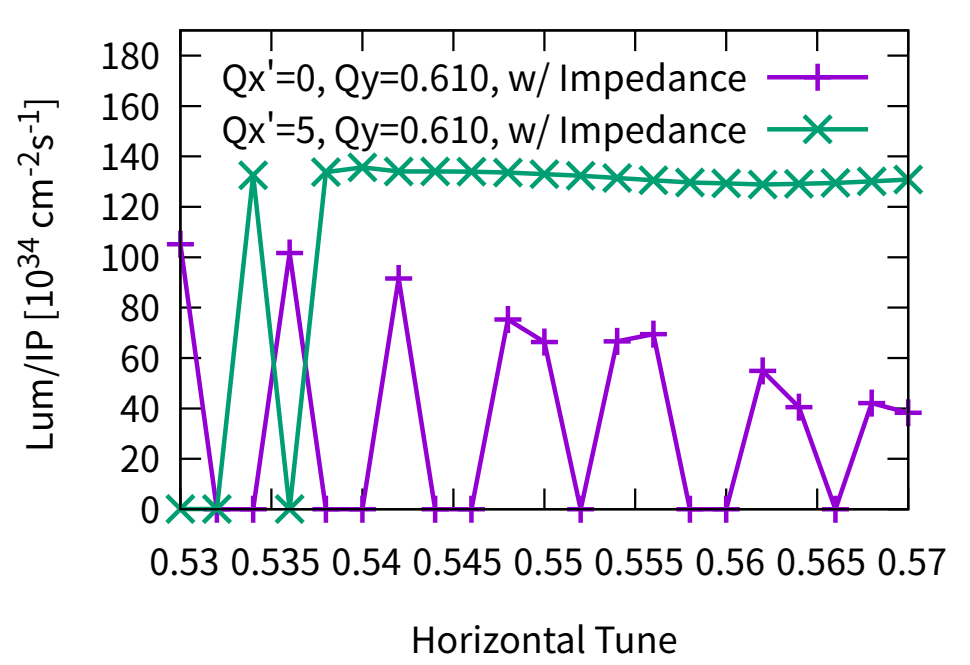 180
160
140
120
100
80
60
40
20
0
Lum/IP [10³⁴ cm⁻²s⁻¹]
Qx'=0, Qy=0.610, w/ Impedance
Qx'=5, Qy=0.610, w/ Impedance
0.53 0.535 0.54 0.545 0.55 0.555 0.56 0.565 0.57
Horizontal Tune